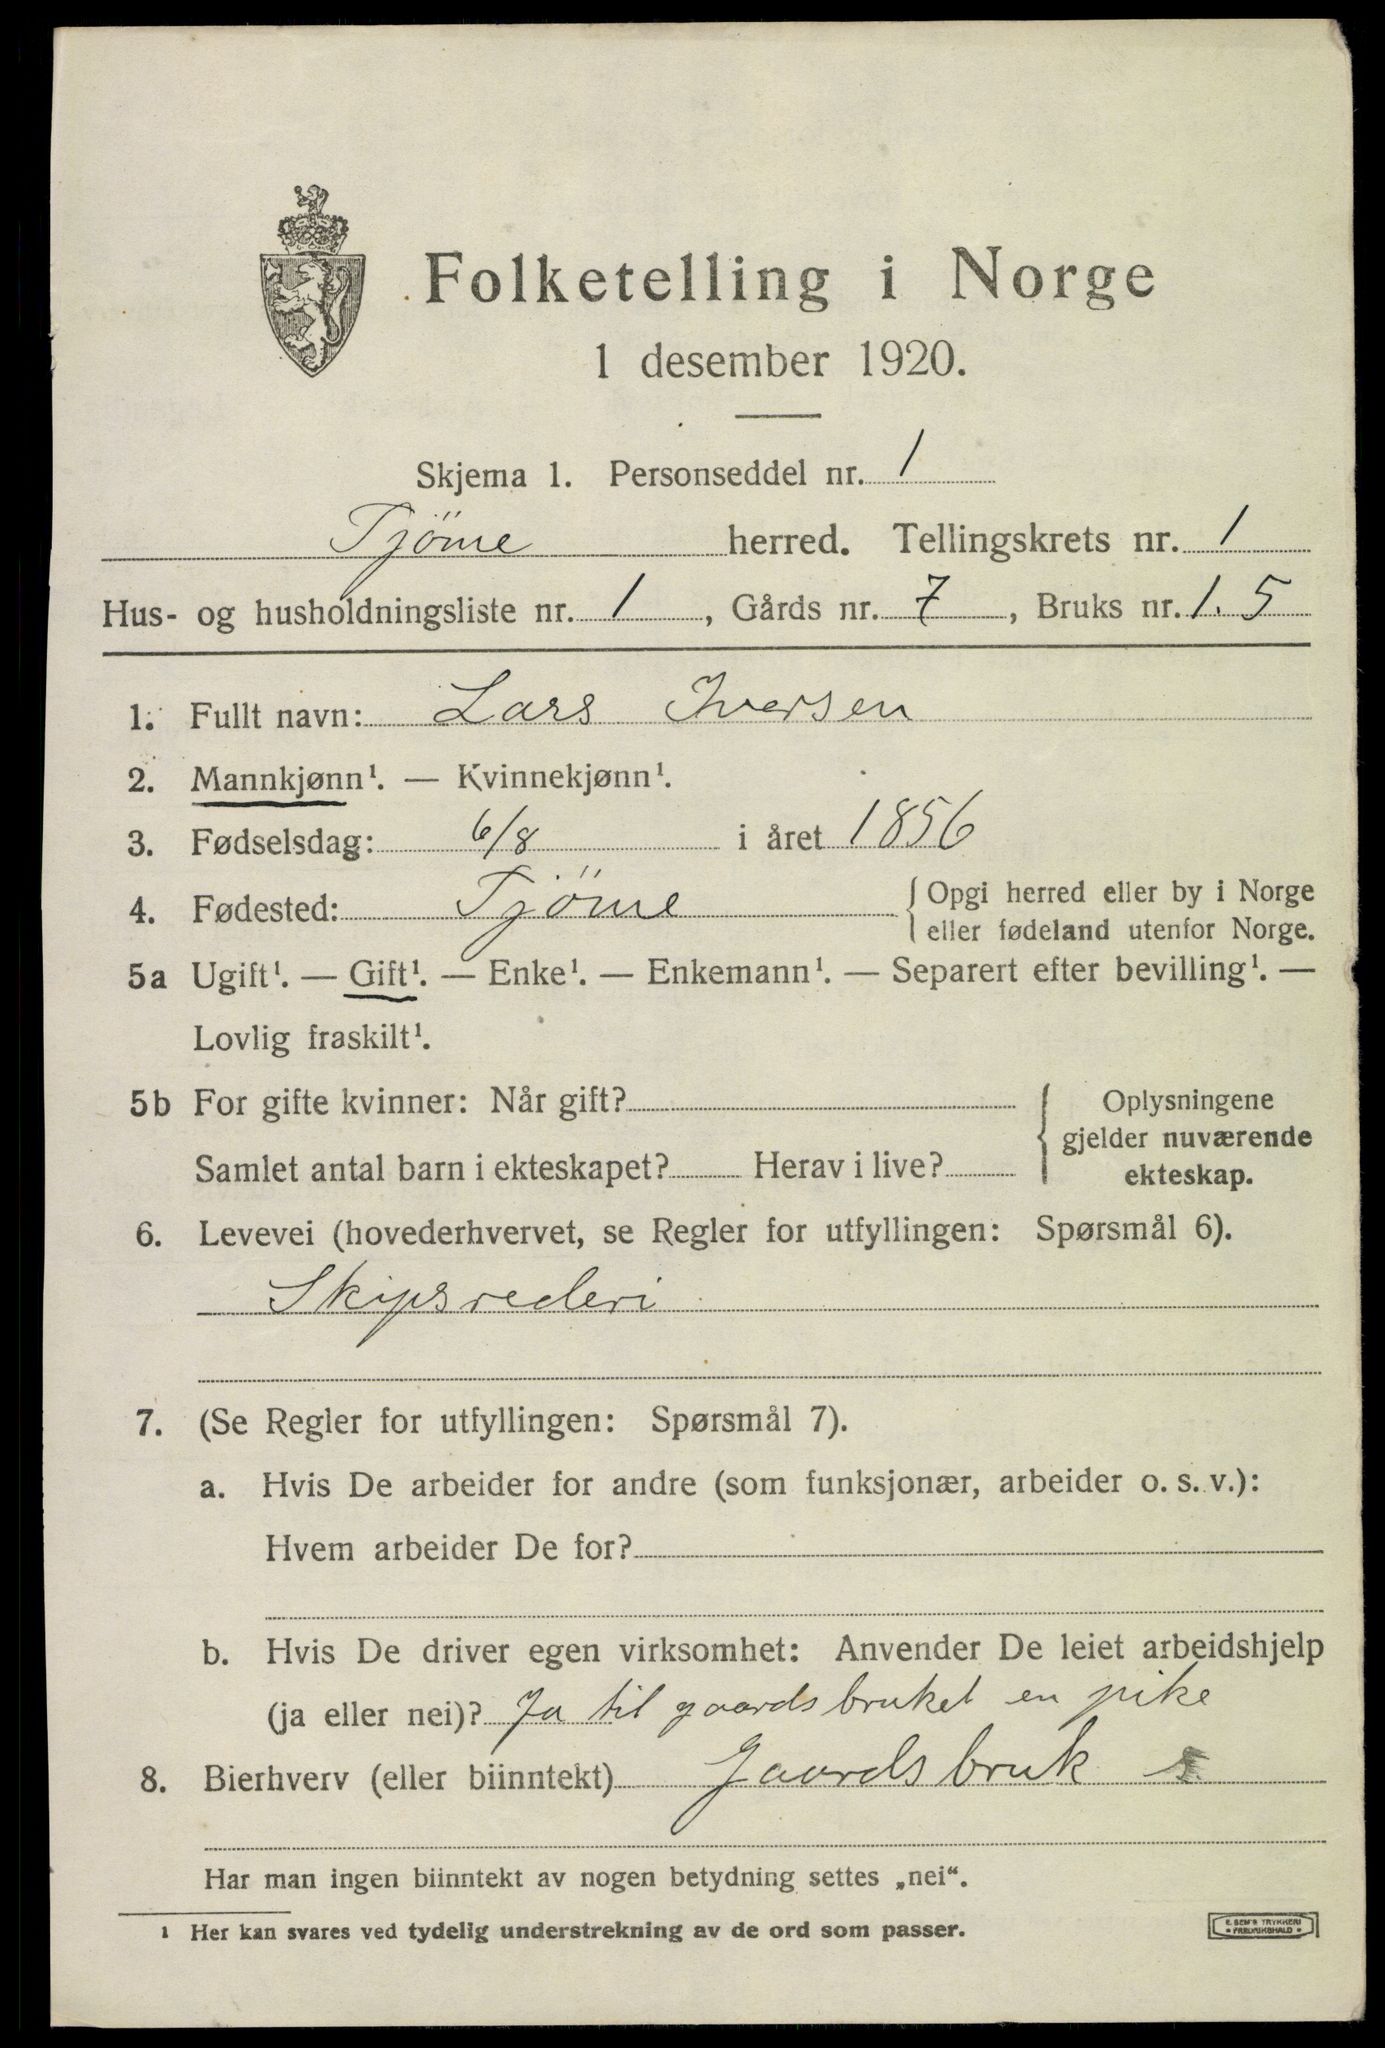 Folketelling i Norge
1 desember 1920.
Skjema 1. Personseddel nr. 1
Tjöme herred. Tellingskrets nr. 1
Hus- og husholdningsliste nr. 1, Gårds nr. 7, Bruks nr. 1. 5
1. Fullt navn: Lars Iversen
2. Mannkjønn¹. — Kvinnekjønn¹.
3. Fødselsdag: 6/8 i året 1856
4. Fødested: Tjöme { Opgi herred eller by i Norge
eller fødeland utenfor Norge.
5a Ugift¹. — Gift¹. — Enke¹. — Enkemann¹. — Separert efter bevilling¹. —
Lovlig fraskilt¹.
5b For gifte kvinner: Når gift?
Samlet antal barn i ekteskapet? Herav i live?
Oplysningene
gjelder nuværende
ekteskap.
6. Levevei (hovederhvervet, se Regler for utfyllingen: Spørsmål 6).
Skipsrederi
7. (Se Regler for utfyllingen: Spørsmål 7).
a. Hvis De arbeider for andre (som funksjonær, arbeider o. s. v.):
Hvem arbeider De for?
b. Hvis De driver egen virksomhet: Anvender De leiet arbeidshjelp
(ja eller nei)? Ja til gaardsbruket en pike
8. Bierhverv (eller biinntekt) Gaardsbruk s.
Har man ingen biinntekt av nogen betydning settes „nei“.
1 Her kan svares ved tydelig understrekning av de ord som passer.
E. SEM'S TRYKKERI
* FREDRIKSHALD *